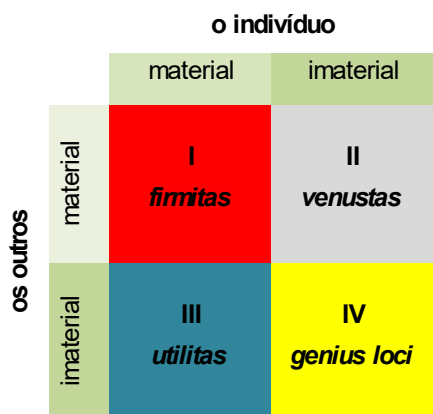 o indivíduo
material imaterial
os outros
material
I
firmitas
II
venustas
imaterial
III
utilitas
IV
genius loci